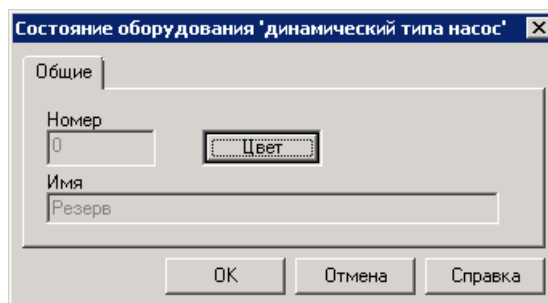 Состояние оборудования 'динамический типа насос'
Общие
Номер
0
Цвет
Имя
Резерв
OK
Отмена
Справка